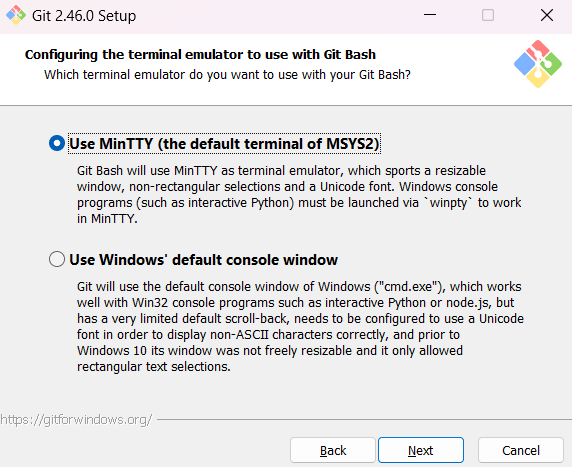 Git 2.46.0 Setup
Configuring the terminal emulator to use with Git Bash
Which terminal emulator do you want to use with your Git Bash?
Use MinTTY (the default terminal of MSYS2)
Git Bash will use MinTTY as terminal emulator, which sports a resizable
window, non-rectangular selections and a Unicode font. Windows console
programs (such as interactive Python) must be launched via `winpty` to work
in MinTTY.
Use Windows' default console window
Git will use the default console window of Windows ("cmd.exe"), which works
well with Win32 console programs such as interactive Python or node.js, but
has a very limited default scroll-back, needs to be configured to use a Unicode
font in order to display non-ASCII characters correctly, and prior to
Windows 10 its window was not freely resizable and it only allowed
rectangular text selections.
https://gitforwindows.org/
Back Next Cancel